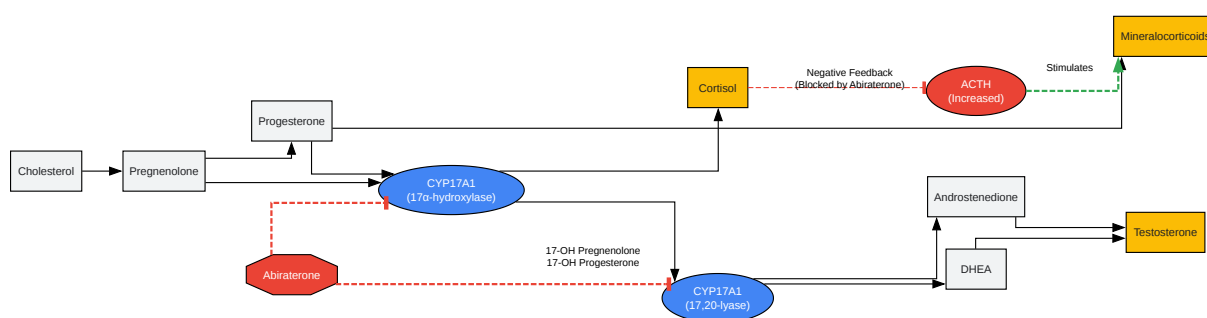 Mineralocorticoids
Negative Feedback
(Blocked by Abiraterone)
Stimulates
Cortisol
ACTH
(Increased)
Progesterone
Cholesterol
Pregnenolone
CYP17A1
(17α-hydroxylase)
Androstenedione
Testosterone
17-OH Pregnenolone
17-OH Progesterone
Abiraterone
DHEA
CYP17A1
(17,20-lyase)